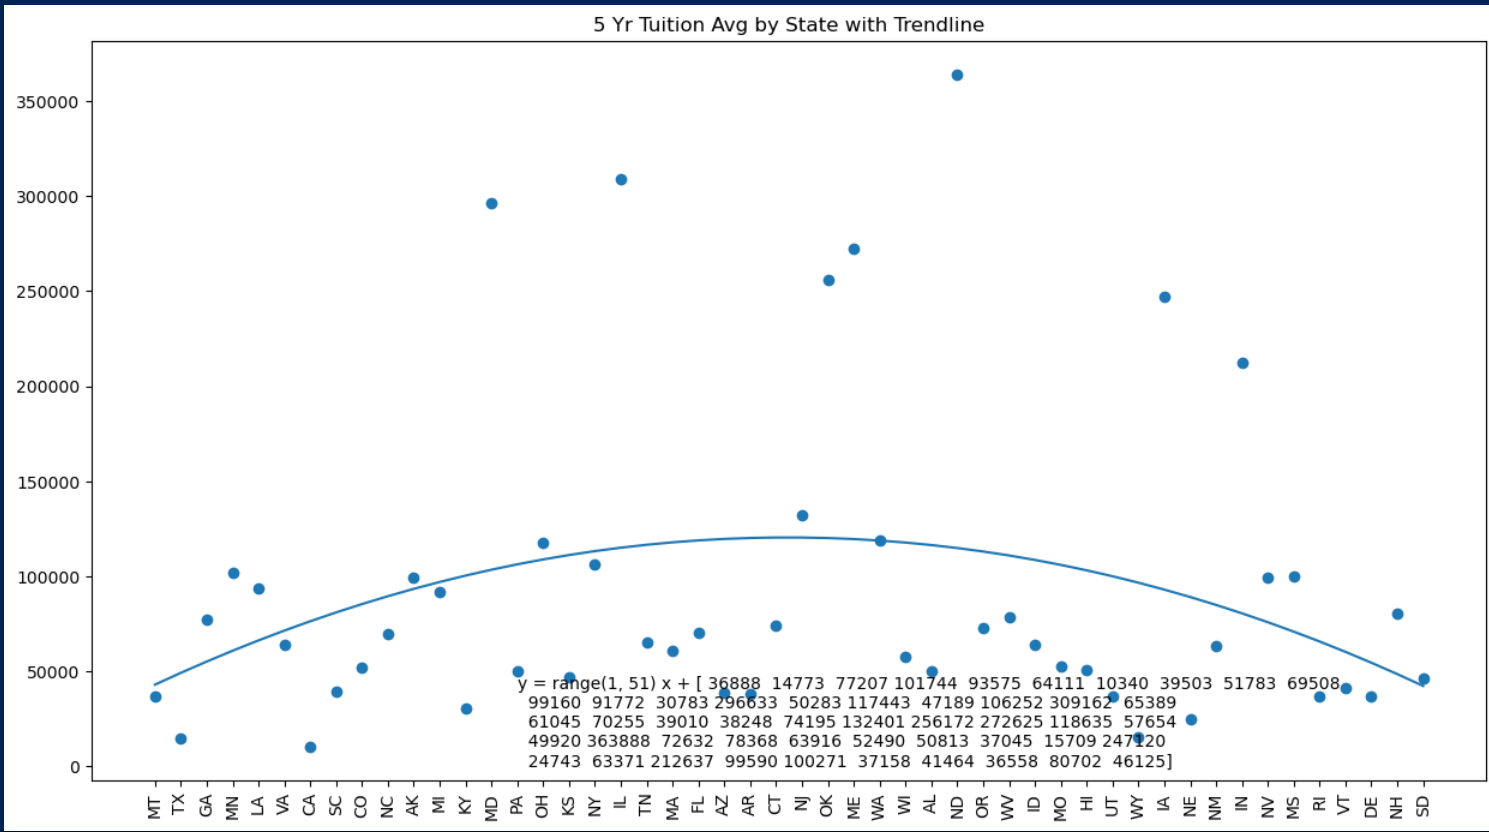 5 Yr Tuition Avg by State with Trendline
350000
300000
250000
200000
150000
100000
50000
0
y = range(1, 51) x + [ 36888 14773 77207 101744 93575 64111 10340 39503 51783 69508
99160 91772 30783 296633 50283 117443 47189 106252 309162 65389
61045 70255 39010 38248 74195 132401 256172 272625 118635 57654
49920 363888 72632 78368 63916 52490 50813 37045 15709 247120
24743 63371 212637 99590 100271 37158 41464 36558 80702 46125]
MT TX GA MN LA VA CA SC CO NC AK MI KY MD PA OH KS NY IL TN MA FL AZ AR CT NJ OK ME WA WI AL ND OR WV ID MO HI UT WY IA NE NM IN NV MS RI VT DE NH SD